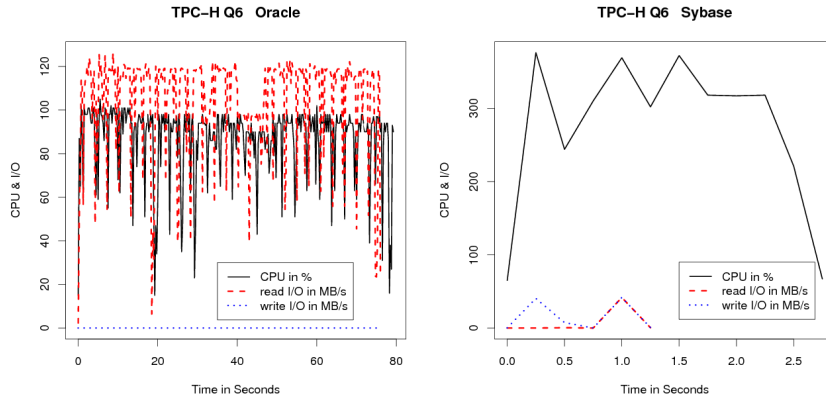 TPC-H Q6 Oracle
CPU & I/O
120
100
80
60
40
20
0
CPU in %
read I/O in MB/s
write I/O in MB/s
0 20 40 60 80
Time in Seconds
TPC-H Q6 Sybase
CPU & I/O
300
200
100
0
CPU in %
read I/O in MB/s
write I/O in MB/s
0.0 0.5 1.0 1.5 2.0 2.5
Time in Seconds